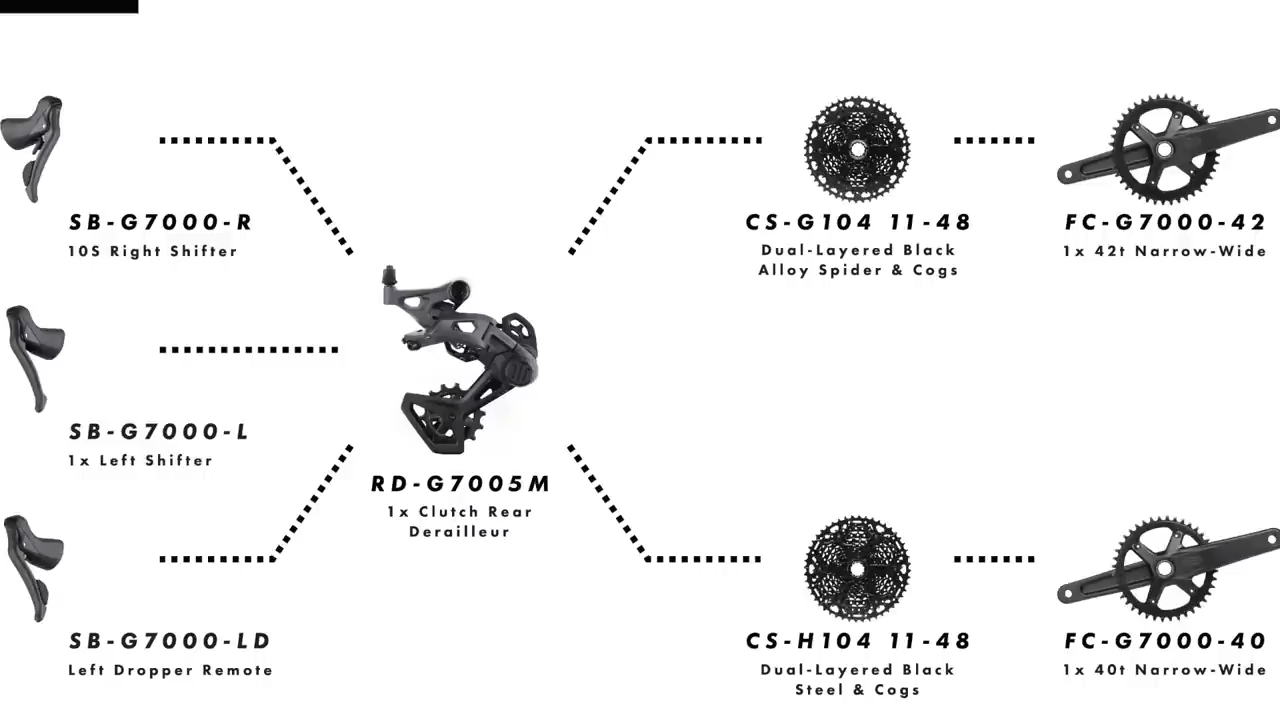 SB-G7000-R
10S Right Shifter
SB-G7000-L
1x Left Shifter
SB-G7000-LD
Left Dropper Remote
RD-G7005M
1x Clutch Rear
Derailleur
CS-G104 11-48
Dual-Layered Black
Alloy Spider & Cogs
FC-G7000-42
1x 42t Narrow-Wide
CS-H104 11-48
Dual-Layered Black
Steel & Cogs
FC-G7000-40
1x 40t Narrow-Wide